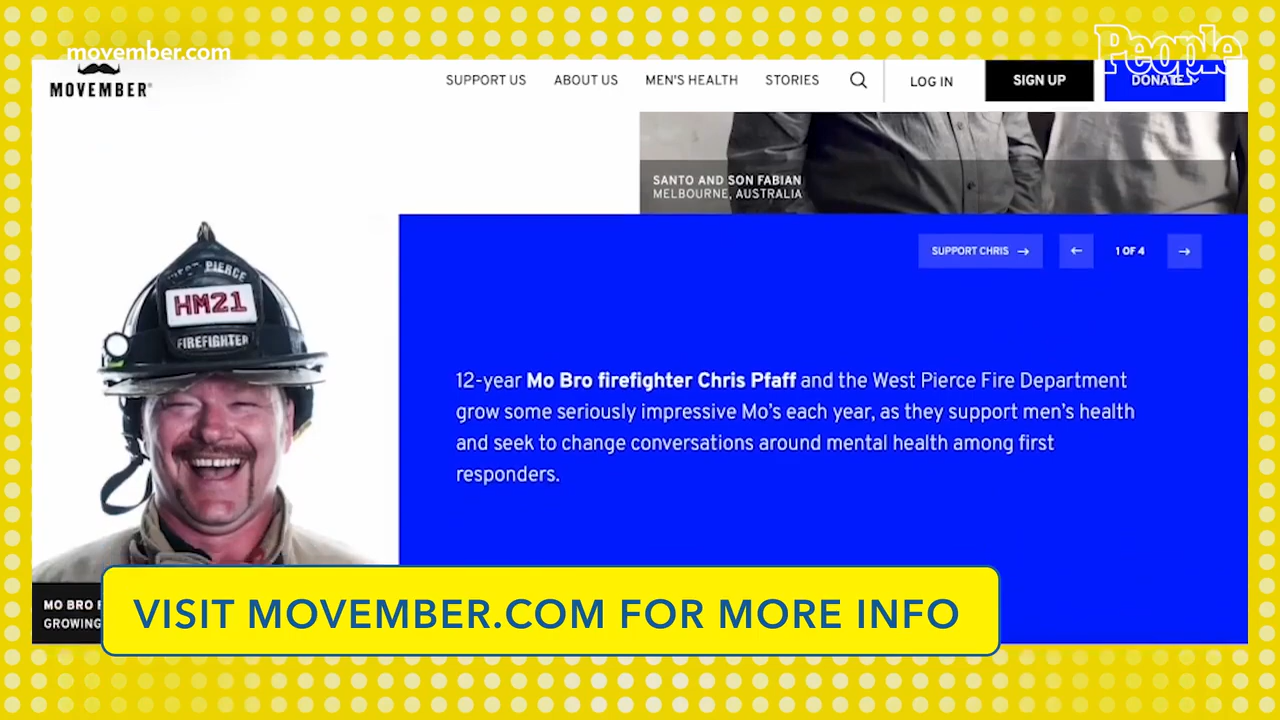 movember.com
People
MOVEMBER
SUPPORT US
ABOUT US
MEN'S HEALTH
STORIES
LOG IN
SIGN UP
DONATE
SANTO AND SON FABIAN
MELBOURNE, AUSTRALIA
SUPPORT CHRIS →
←
1 OF 4
→
WEST PIERCE
HM21
FIREFIGHTER
12-year Mo Bro firefighter Chris Pfaff and the West Pierce Fire Department
grow some seriously impressive Mo's each year, as they support men's health
and seek to change conversations around mental health among first
responders.
MO BRO
GROWING
VISIT MOVEMBER.COM FOR MORE INFO